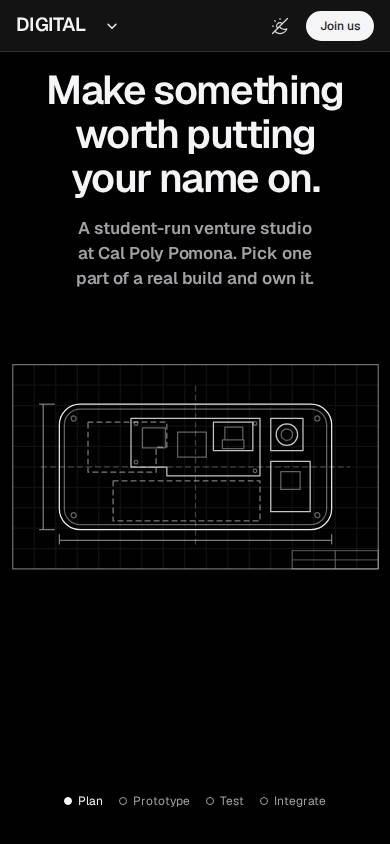 DIGITAL
Join us
Make something
worth putting
your name on.
A student-run venture studio
at Cal Poly Pomona. Pick one
part of a real build and own it.
Plan
Prototype
Test
Integrate